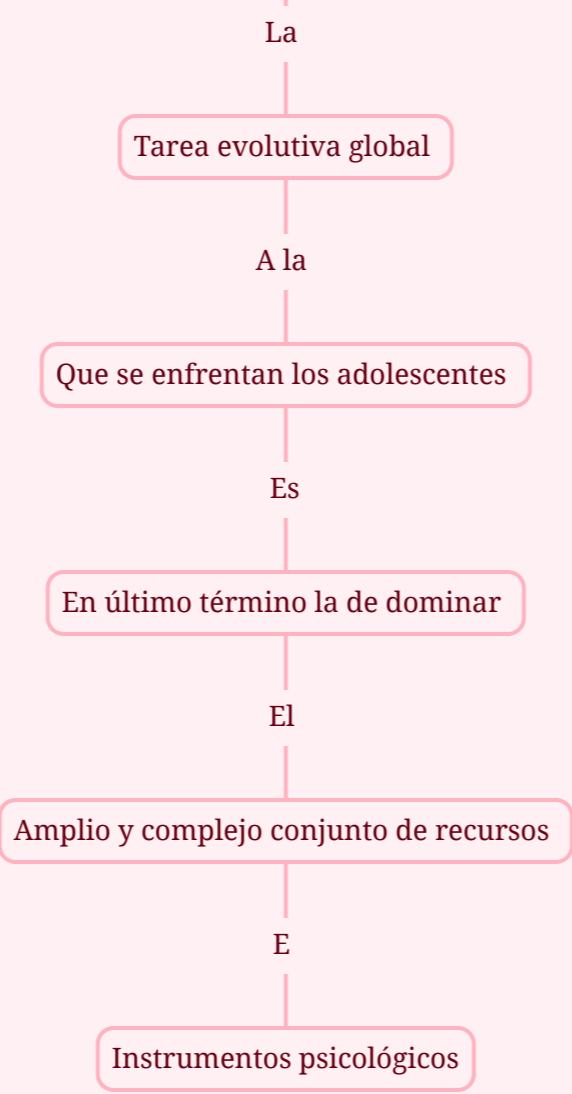 La
Tarea evolutiva global
A la
Que se enfrentan los adolescentes
Es
En último término la de dominar
El
Amplio y complejo conjunto de recursos
E
Instrumentos psicológicos